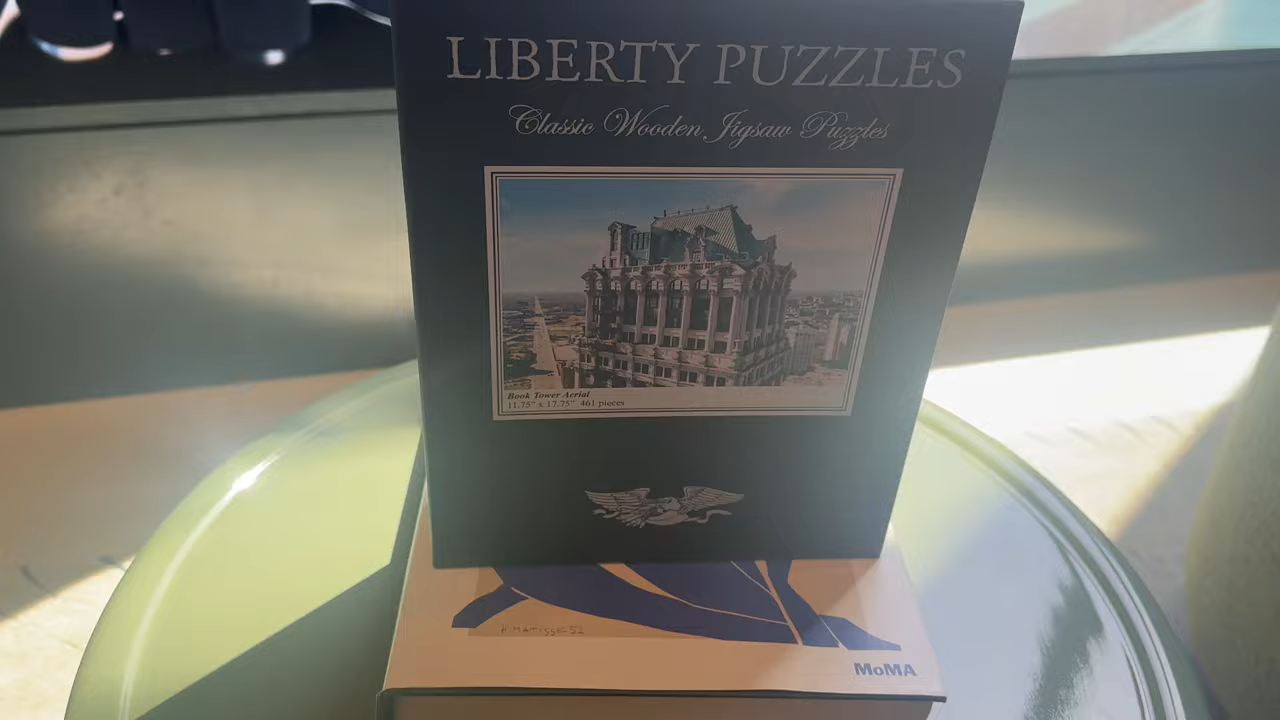 LIBERTY PUZZLES
Classic Wooden Jigsaw Puzzles
Book Tower Aerial
11.75" x 17.75" 461 pieces
H. MATISSE 52
MoMA